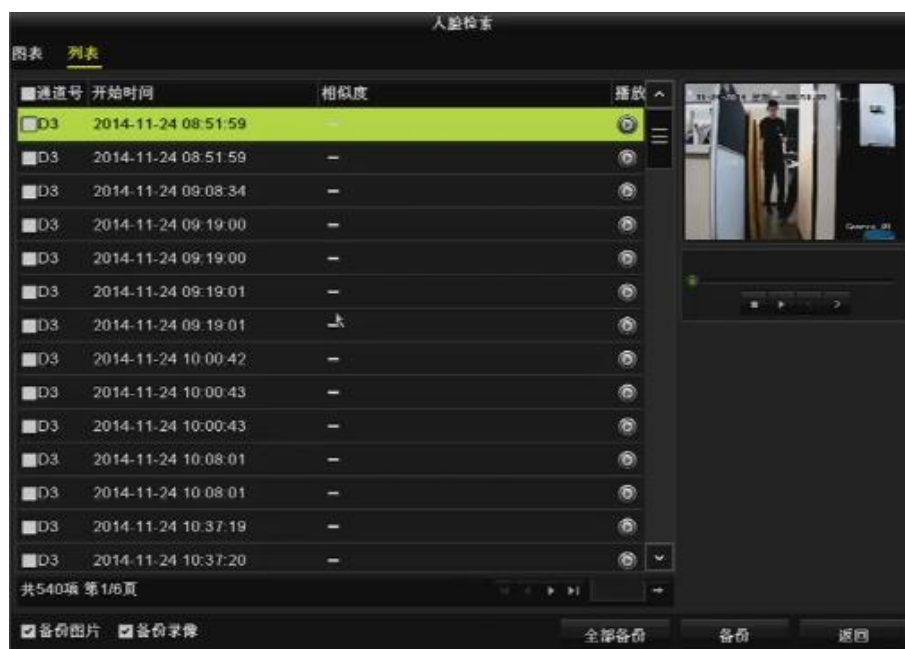 人脸检索
图表 列表
通道号 开始时间 相似度 播放
D3 2014-11-24 08:51:59 –
D3 2014-11-24 08:51:59 –
D3 2014-11-24 09:08:34 –
D3 2014-11-24 09:19:00 –
D3 2014-11-24 09:19:00 –
D3 2014-11-24 09:19:01 –
D3 2014-11-24 09:19:01 –
D3 2014-11-24 10:00:42 –
D3 2014-11-24 10:00:43 –
D3 2014-11-24 10:00:43 –
D3 2014-11-24 10:08:01 –
D3 2014-11-24 10:08:01 –
D3 2014-11-24 10:37:19 –
D3 2014-11-24 10:37:20 –
共540项 第1/6页
备份图片 备份录像
全部备份 备份 返回